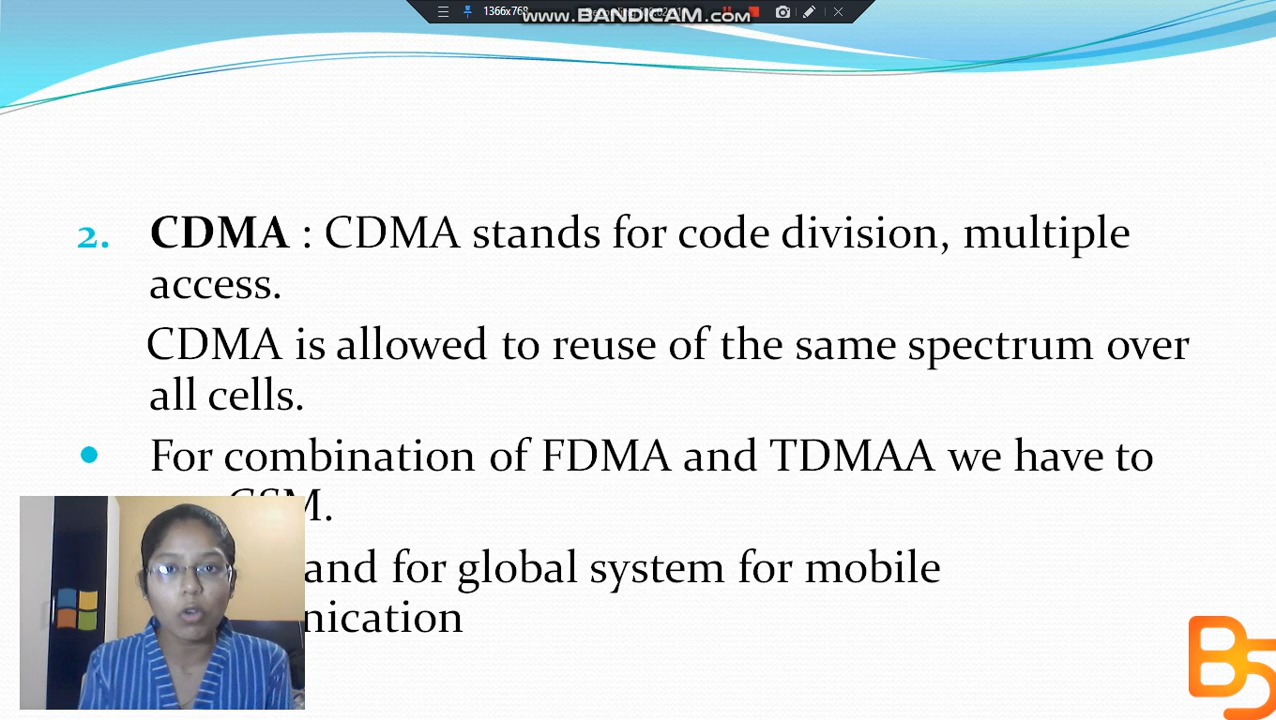 1366x768
www.BANDICAM.com
2. CDMA : CDMA stands for code division, multiple
access.
CDMA is allowed to reuse of the same spectrum over
all cells.
• For combination of FDMA and TDMAA we have to
GSM.
for global system for mobile
B5